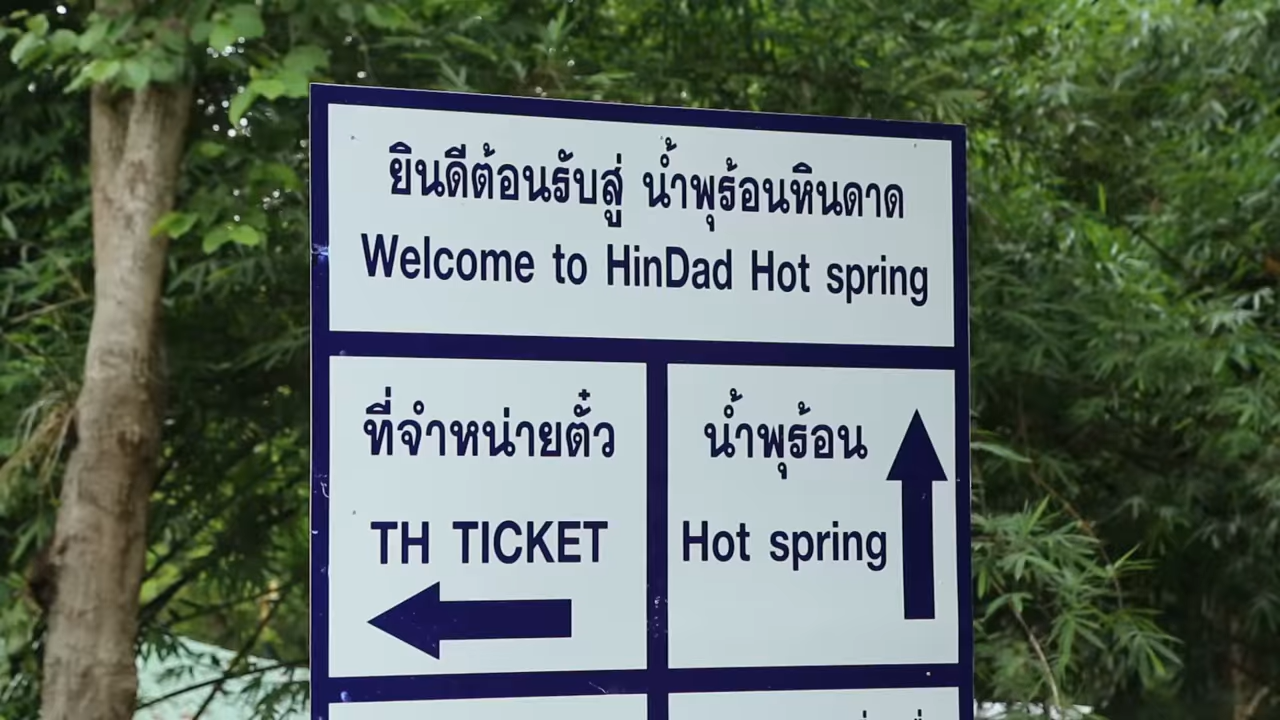 ยินดีต้อนรับสู่ น้ำพุร้อนหินดาด
Welcome to HinDad Hot spring
ที่จำหน่ายตั๋ว
TH TICKET
น้ำพุร้อน
Hot spring